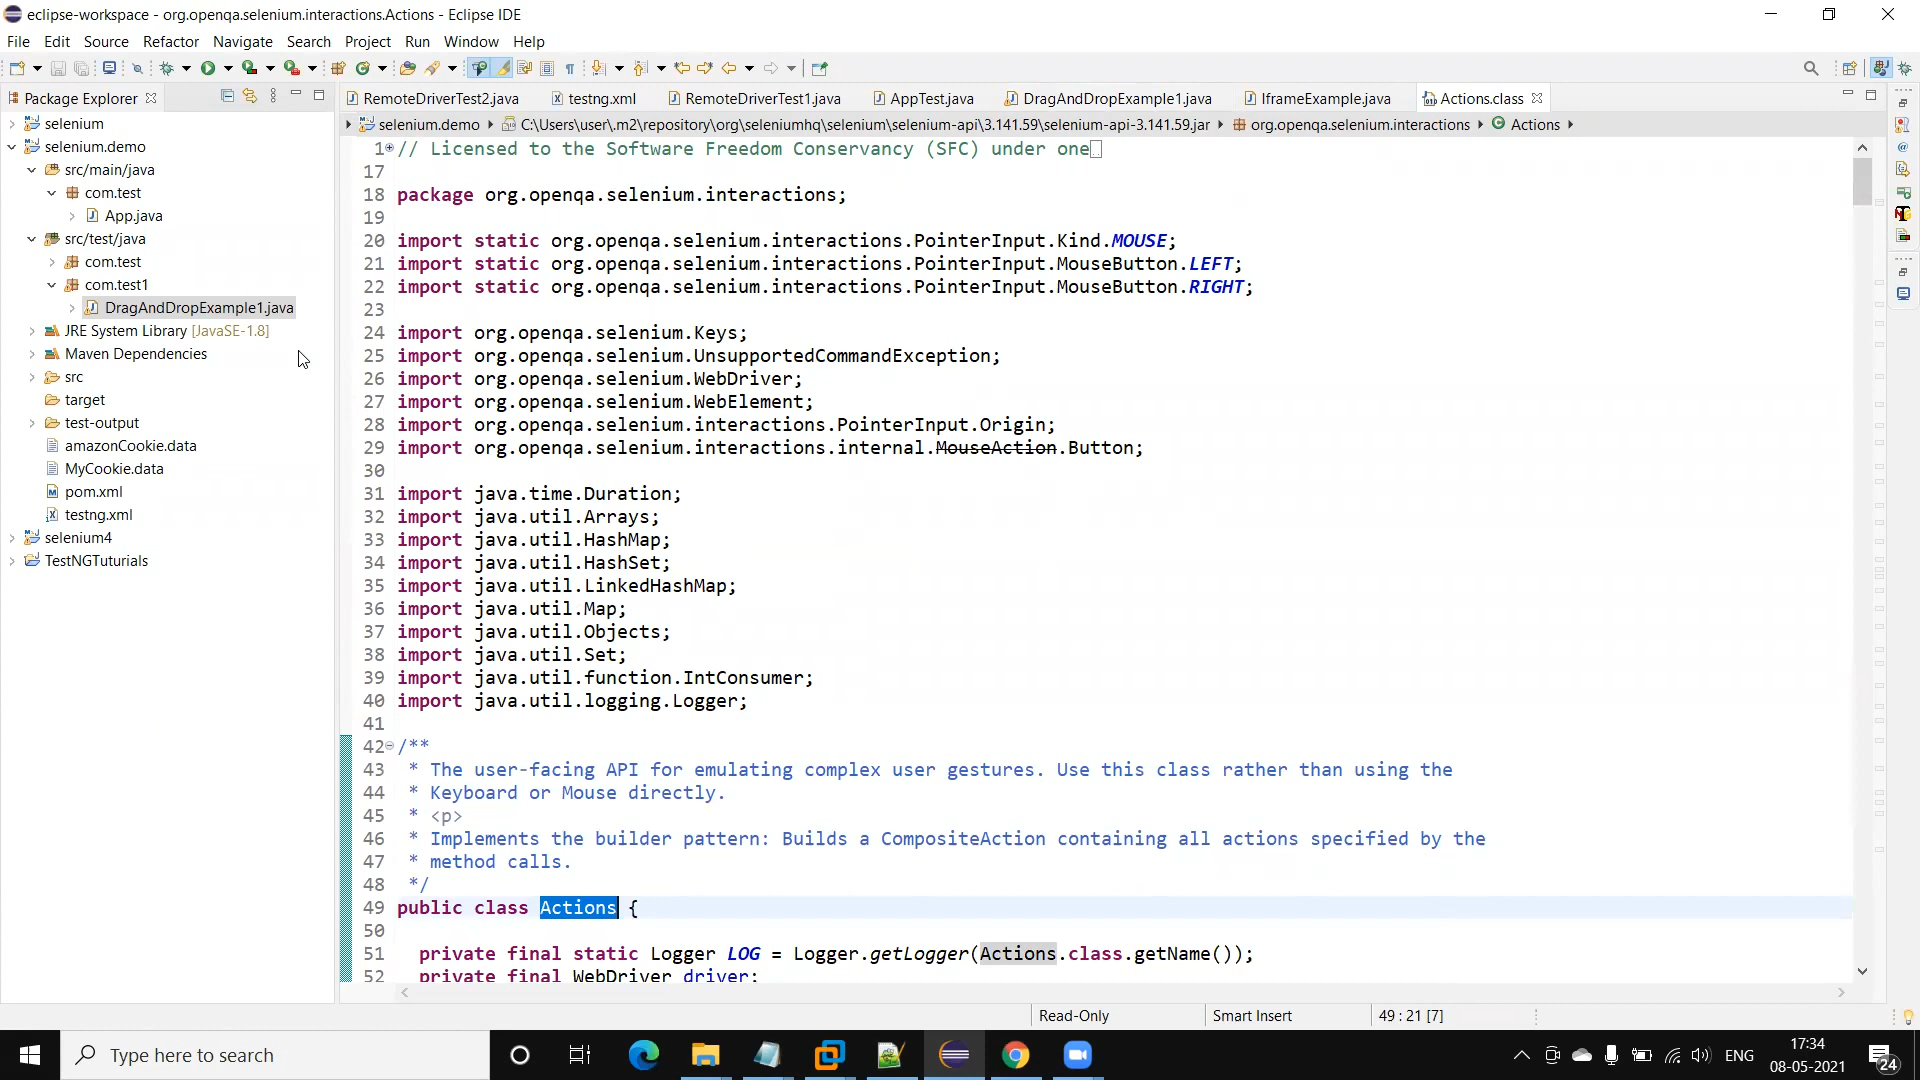 eclipse-workspace - org.openqa.selenium.interactions.Actions - Eclipse IDE
File Edit Source Refactor Navigate Search Project Run Window Help
Package Explorer
selenium
selenium.demo
src/main/java
com.test
App.java
src/test/java
com.test
com.test1
DragAndDropExample1.java
JRE System Library [JavaSE-1.8]
Maven Dependencies
src
target
test-output
amazonCookie.data
MyCookie.data
pom.xml
testng.xml
selenium4
TestNGTuturials
RemoteDriverTest2.java testng.xml RemoteDriverTest1.java AppTest.java DragAndDropExample1.java IframeExample.java Actions.class
selenium.demo C:\Users\user\.m2\repository\org\seleniumhq\selenium\selenium-api\3.141.59\selenium-api-3.141.59.jar org.openqa.selenium.interactions Actions
1 // Licensed to the Software Freedom Conservancy (SFC) under one
17
18 package org.openqa.selenium.interactions;
19
20 import static org.openqa.selenium.interactions.PointerInput.Kind.MOUSE;
21 import static org.openqa.selenium.interactions.PointerInput.MouseButton.LEFT;
22 import static org.openqa.selenium.interactions.PointerInput.MouseButton.RIGHT;
23
24 import org.openqa.selenium.Keys;
25 import org.openqa.selenium.UnsupportedCommandException;
26 import org.openqa.selenium.WebDriver;
27 import org.openqa.selenium.WebElement;
28 import org.openqa.selenium.interactions.PointerInput.Origin;
29 import org.openqa.selenium.interactions.internal.MouseAction.Button;
30
31 import java.time.Duration;
32 import java.util.Arrays;
33 import java.util.HashMap;
34 import java.util.HashSet;
35 import java.util.LinkedHashMap;
36 import java.util.Map;
37 import java.util.Objects;
38 import java.util.Set;
39 import java.util.function.IntConsumer;
40 import java.util.logging.Logger;
41
42 /**
43 * The user-facing API for emulating complex user gestures. Use this class rather than using the
44 * Keyboard or Mouse directly.
45 * <p>
46 * Implements the builder pattern: Builds a CompositeAction containing all actions specified by the
47 * method calls.
48 */
49 public class Actions {
50
51 private final static Logger LOG = Logger.getLogger(Actions.class.getName());
52 private final WebDriver driver;
Read-Only Smart Insert 49 : 21 [7]
Type here to search
ENG
17:34
08-05-2021
24